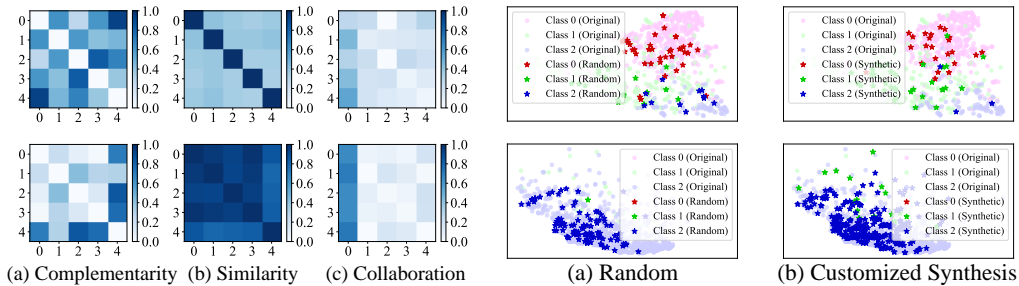 0
1
2
3
4
0 1 2 3 4
1.0
0.8
0.6
0.4
0.2
0.0
0
1
2
3
4
0 1 2 3 4
1.0
0.8
0.6
0.4
0.2
0.0
0
1
2
3
4
0 1 2 3 4
1.0
0.8
0.6
0.4
0.2
0.0
Class 0 (Original)
Class 1 (Original)
Class 2 (Original)
Class 0 (Random)
Class 1 (Random)
Class 2 (Random)
Class 0 (Original)
Class 1 (Original)
Class 2 (Original)
Class 0 (Synthetic)
Class 1 (Synthetic)
Class 2 (Synthetic)
0
1
2
3
4
0 1 2 3 4
1.0
0.8
0.6
0.4
0.2
0.0
0
1
2
3
4
0 1 2 3 4
1.0
0.8
0.6
0.4
0.2
0.0
0
1
2
3
4
0 1 2 3 4
1.0
0.8
0.6
0.4
0.2
0.0
Class 0 (Original)
Class 1 (Original)
Class 2 (Original)
Class 0 (Random)
Class 1 (Random)
Class 2 (Random)
Class 0 (Original)
Class 1 (Original)
Class 2 (Original)
Class 0 (Synthetic)
Class 1 (Synthetic)
Class 2 (Synthetic)
(a) Complementarity (b) Similarity (c) Collaboration (a) Random (b) Customized Synthesis